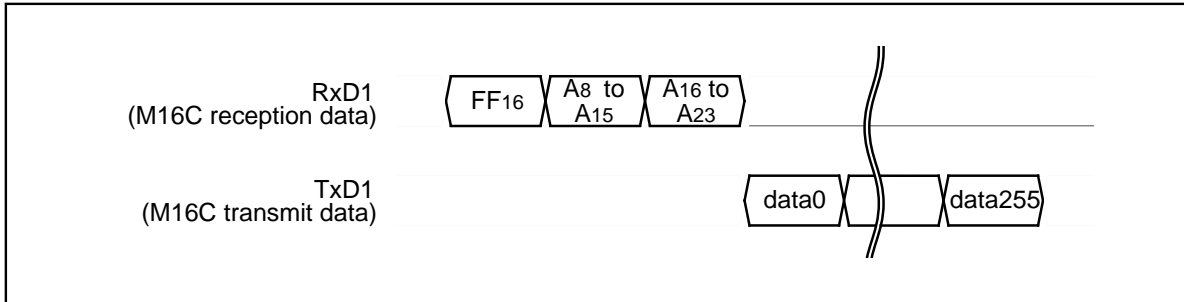 RxD1
(M16C reception data)
FF16
A8 to
A15
A16 to
A23
TxD1
(M16C transmit data)
data0
data255